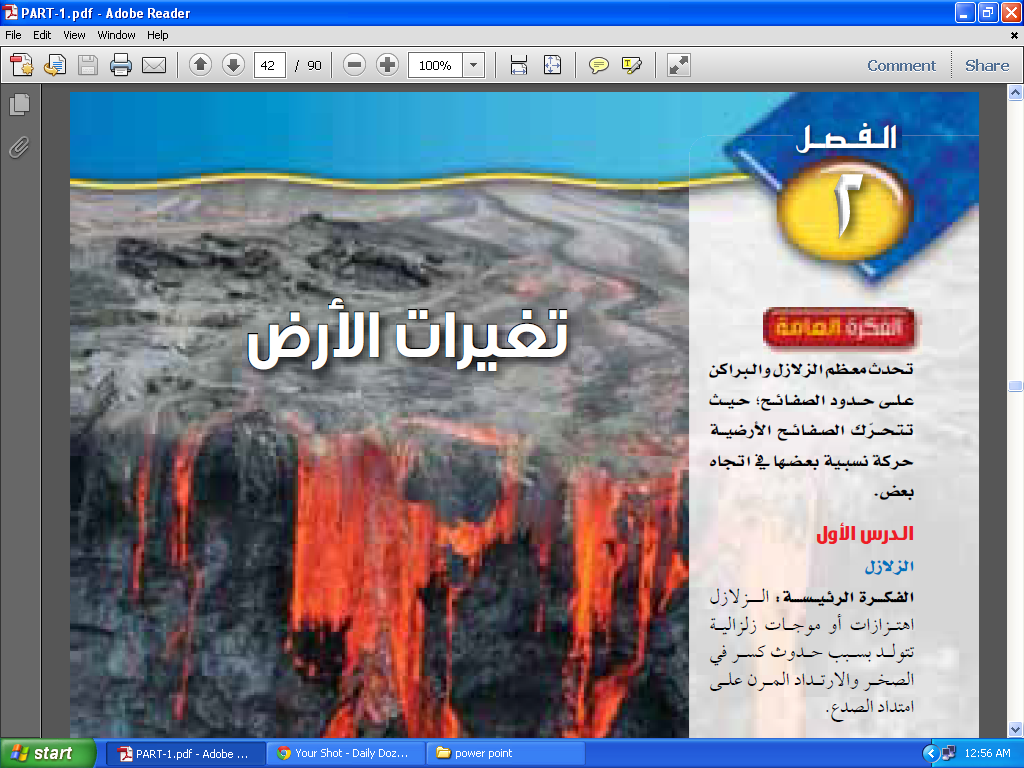 PART-1.pdf - Adobe Reader
File Edit View Window Help
42 / 90 100% Comment Share
الفصل
٢
تغيرات الأرض
الفكرة العامة
تحدث معظم الزلازل والبراكن
على حدود الصفائح؛ حيث
تتحرّك الصفائح الأرضية
حركة نسبية بعضها في اتجاه
بعض.
الدرس الأول
الزلازل
الفكرة الرئيسة: الزلازل
اهتزازات أو موجات زلزالية
تتولد بسبب حدوث كسر في
الصخر والارتداد المرن على
امتداد الصدع.
start PART-1.pdf - Adobe ... Your Shot - Daily Doz... power point 12:56 AM